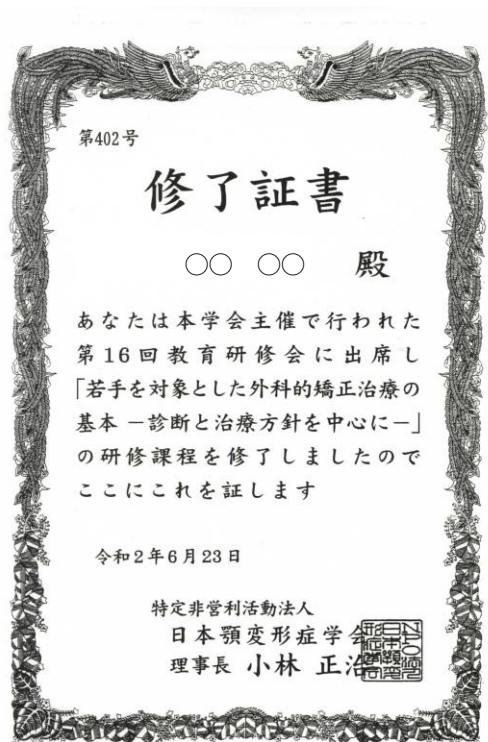 第402号
修了証書
○○ ○○ 殿
あなたは本学会主催で行われた
第16回教育研修会に出席し
「若手を対象とした外科的矯正治療の
基本 －診断と治療方針を中心に－」
の研修課程を修了しましたので
ここにこれを証します
令和2年6月23日
特定非営利活動法人
日本顎変形症学会
理事長 小林 正治